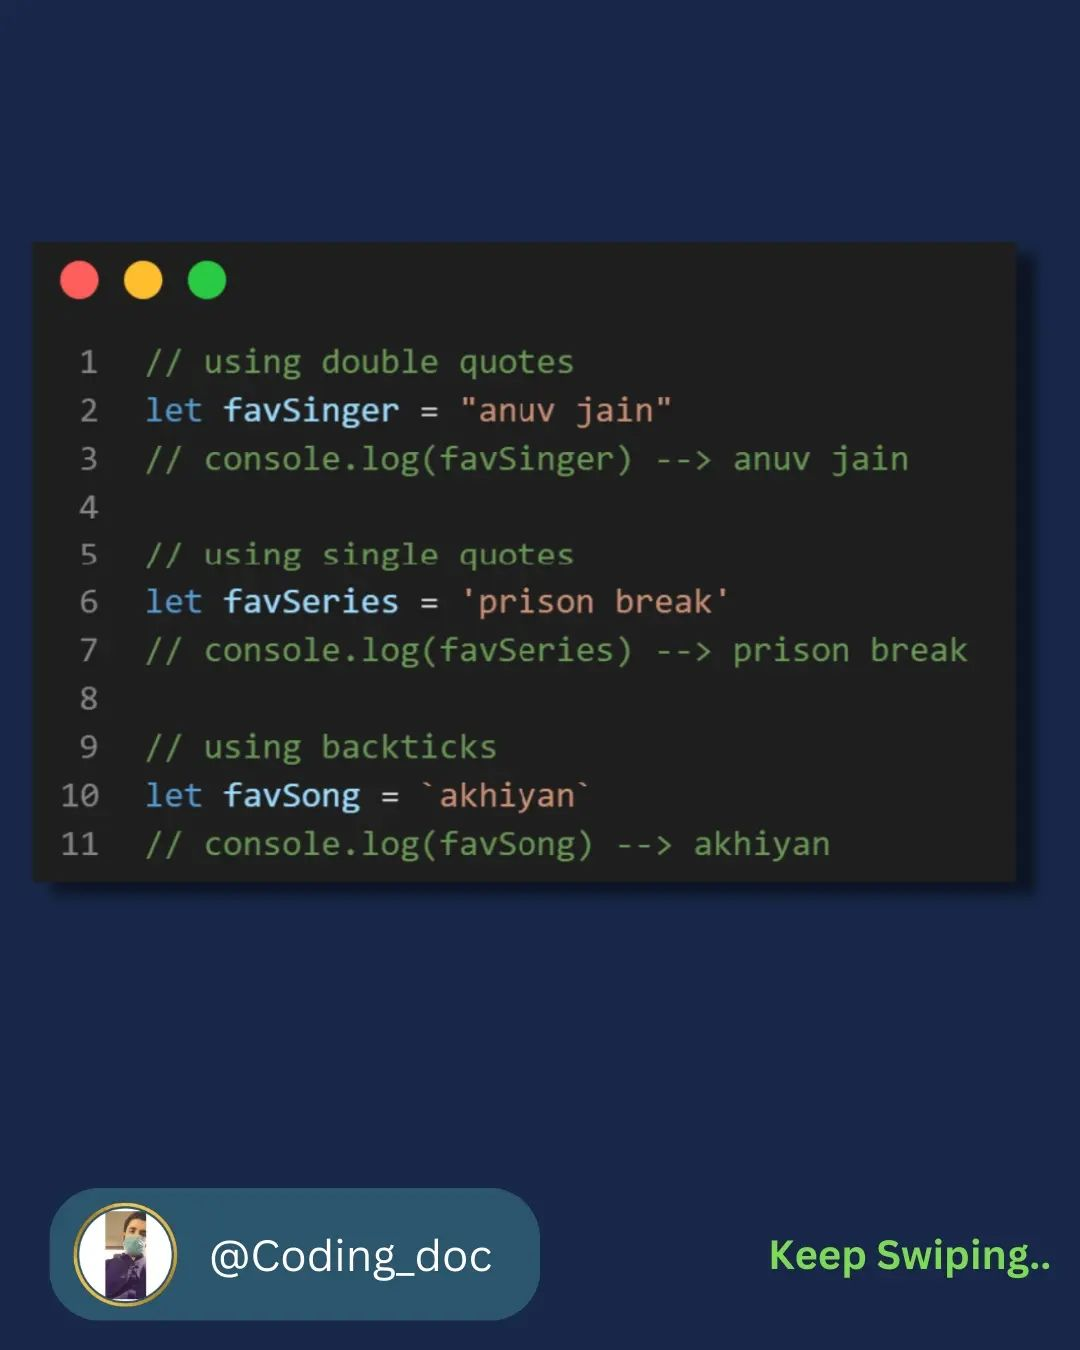 1 // using double quotes
2 let favSinger = "anuv jain"
3 // console.log(favSinger) --> anuv jain
4
5 // using single quotes
6 let favSeries = 'prison break'
7 // console.log(favSeries) --> prison break
8
9 // using backticks
10 let favSong = `akhiyan`
11 // console.log(favSong) --> akhiyan
@Coding_doc
Keep Swiping..